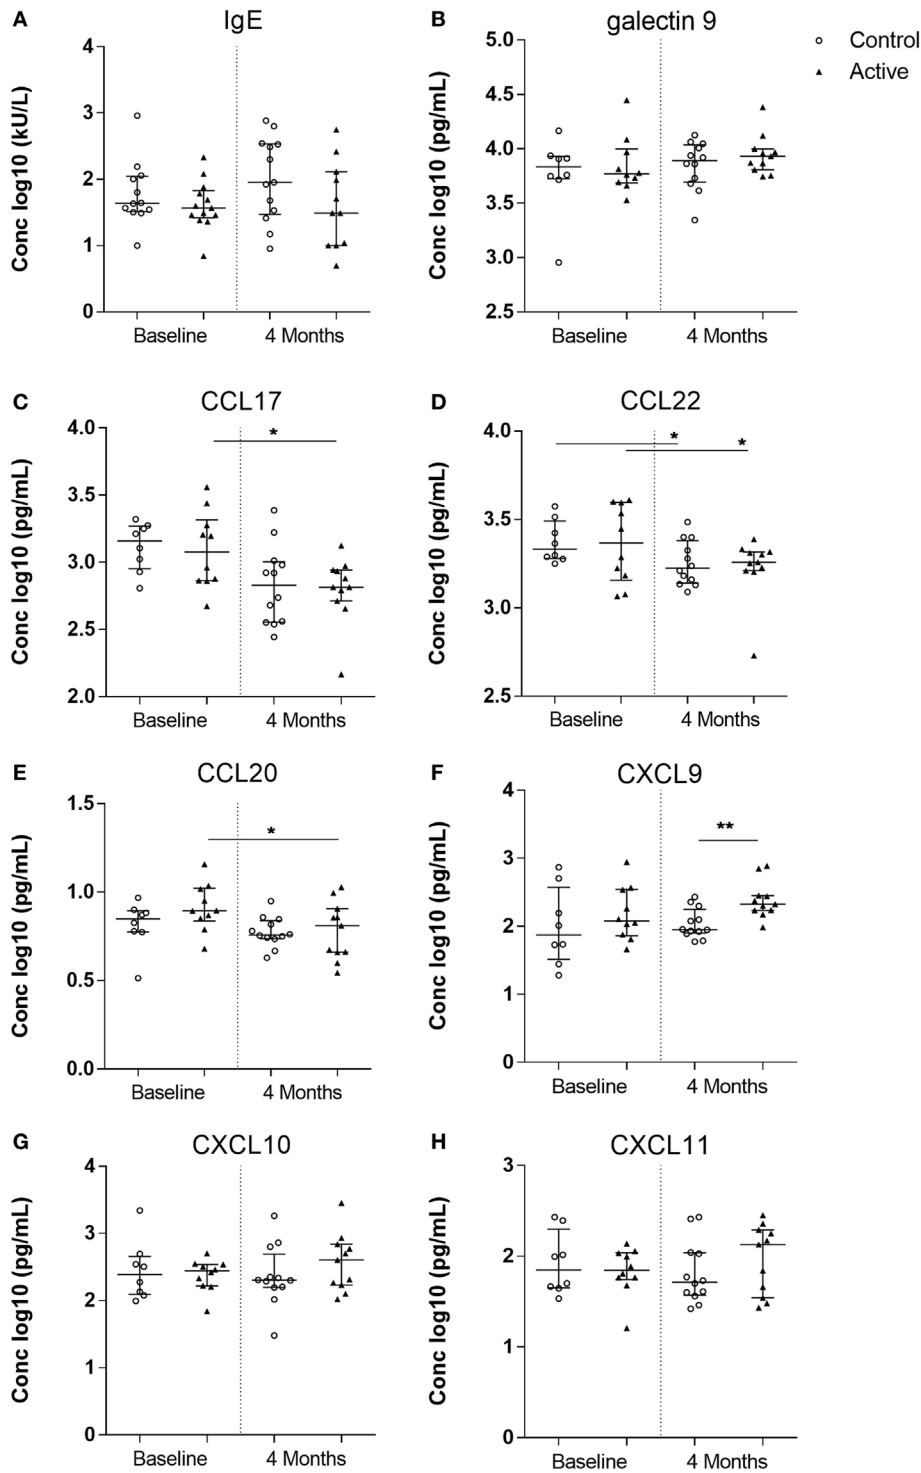 A
IgE
Conc log10 (kU/L)
4
3
2
1
0
Baseline
4 Months
B
galectin 9
Conc log10 (pg/mL)
5.0
4.5
4.0
3.5
3.0
2.5
Baseline
4 Months
Control
Active
C
CCL17
Conc log10 (pg/mL)
4.0
3.5
3.0
2.5
2.0
*
Baseline
4 Months
D
CCL22
Conc log10 (pg/mL)
4.0
3.5
3.0
2.5
*
*
Baseline
4 Months
E
CCL20
Conc log10 (pg/mL)
1.5
1.0
0.5
0.0
*
Baseline
4 Months
F
CXCL9
Conc log10 (pg/mL)
4
3
2
1
0
**
Baseline
4 Months
G
CXCL10
Conc log10 (pg/mL)
4
3
2
1
0
Baseline
4 Months
H
CXCL11
Conc log10 (pg/mL)
3
2
1
0
Baseline
4 Months